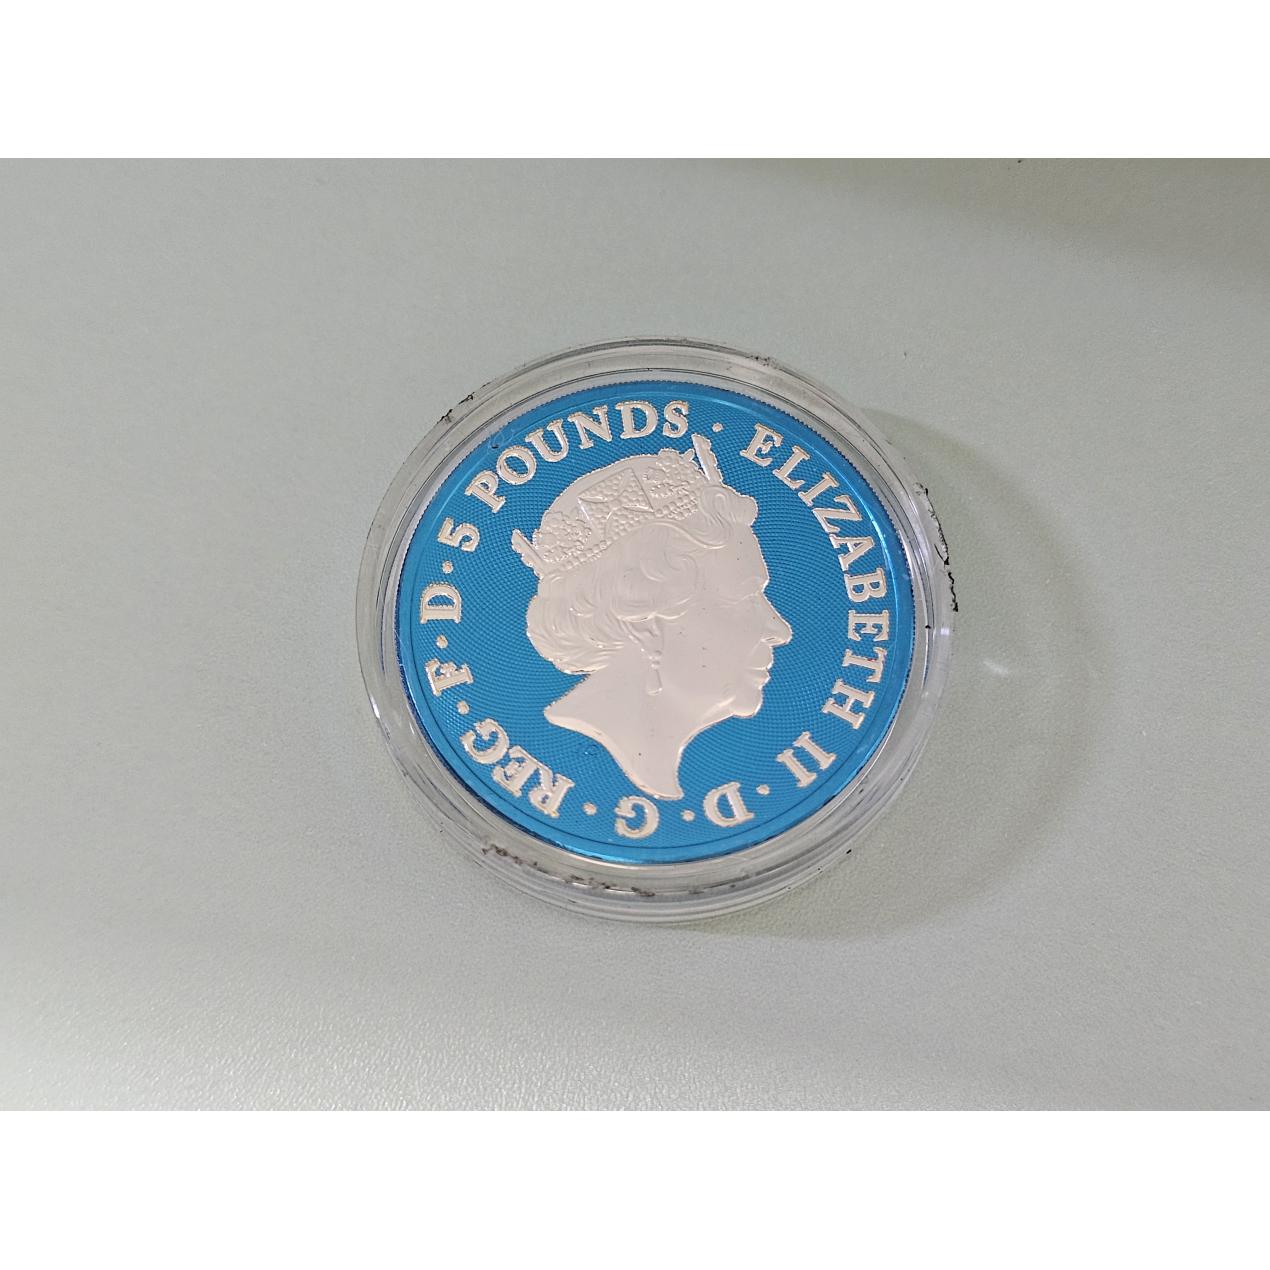 ELIZABETH II · D · G · REG · F · D · 5 POUNDS ·